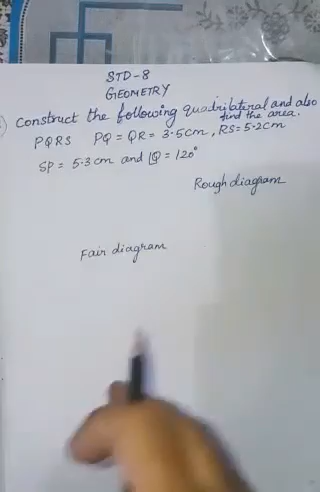 STD-8
GEOMETRY
Construct the following quadrilateral and also
find the area.
PQRS PQ = QR = 3.5cm, RS = 5.2cm
SP = 5.3 cm and ∠Q = 120°
Rough diagram
Fair diagram